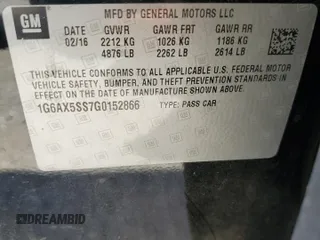 GM
MFD BY GENERAL MOTORS LLC
02/16 GVWR GAWR FRT GAWR RR
2212 KG 1026 KG 1186 KG
4876 LB 2262 LB 2614 LB
THIS VEHICLE CONFORMS TO ALL APPLICABLE U.S. FEDERAL MOTOR
VEHICLE SAFETY, BUMPER, AND THEFT PREVENTION STANDARDS
IN EFFECT ON THE DATE OF MANUFACTURE SHOWN ABOVE.
1G6AX5SS7G0152866 TYPE: PASS CAR
DREAMBID